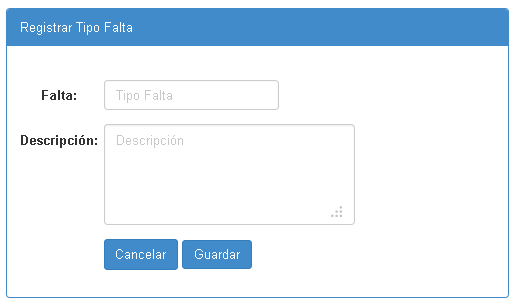 Registrar Tipo Falta
Falta: Tipo Falta
Descripción: Descripción
Cancelar Guardar